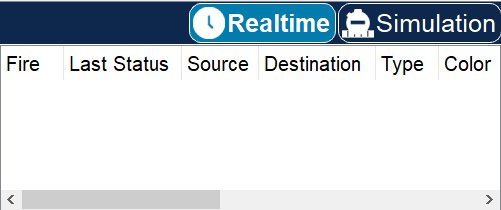 Realtime Simulation
Fire Last Status Source Destination Type Color